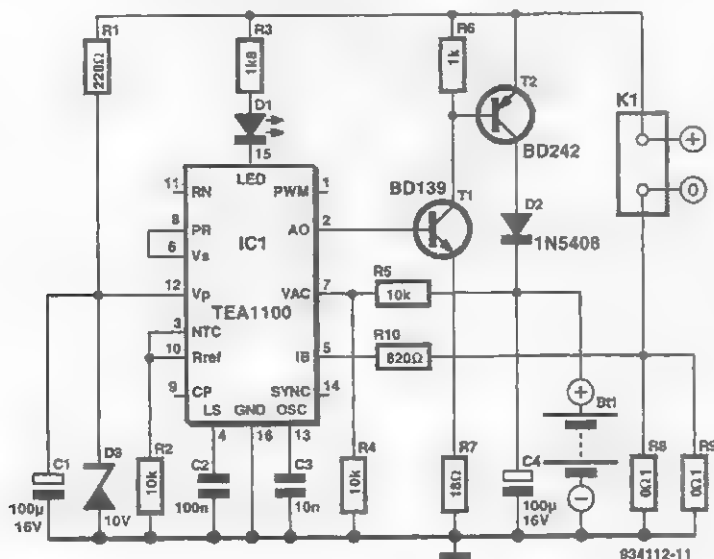 R1
220Ω
R3
1k8
D1
15
R6
1k
T2
BD242
K1
+
0
BD139
T1
D2
1N5408
11 RN
LED
PWM 1
8 PR
IC1
AO 2
6 Vs
12 Vp
VAC 7
TEA1100
3 NTC
10 Rref
IB 5
9 CP
SYNC 14
LS GND OSC
4 16 13
R5
10k
R10
820Ω
C1
100µ
16V
D3
10V
R2
10k
C2
100n
C3
10n
R4
10k
R7
18Ω
C4
100µ
16V
+
Bt1
−
R8
0Ω1
R9
0Ω1
934112-11